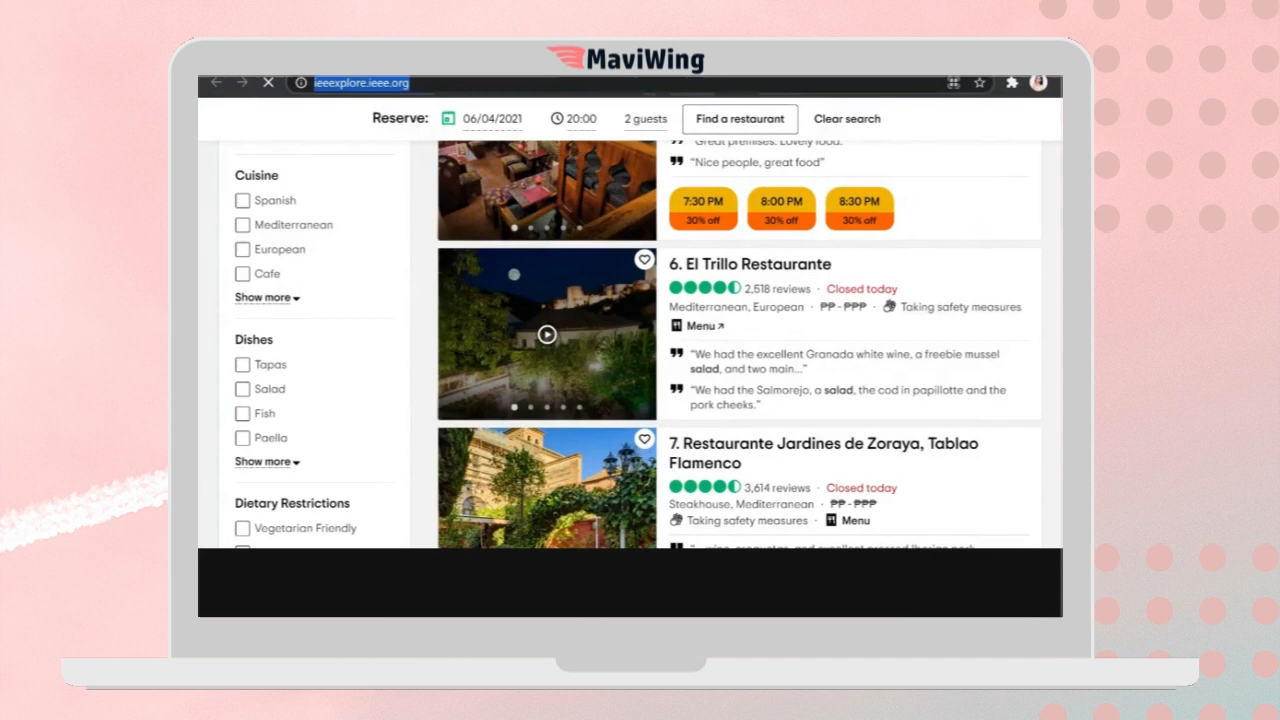 MaviWing
ieeexplore.ieee.org
Reserve: 06/04/2021 20:00 2 guests Find a restaurant Clear search
Cuisine
Spanish
Mediterranean
European
Cafe
Show more
Dishes
Tapas
Salad
Fish
Paella
Show more
Dietary Restrictions
Vegetarian Friendly
"Great premises. Lovely food."
"Nice people, great food"
7:30 PM 8:00 PM 8:30 PM
30% off 30% off 30% off
6. El Trillo Restaurante
2,518 reviews · Closed today
Mediterranean, European · ₱₱ - ₱₱₱ · Taking safety measures
Menu
"We had the excellent Granada white wine, a freebie mussel
salad, and two main..."
"We had the Salmorejo, a salad, the cod in papillotte and the
pork cheeks."
7. Restaurante Jardines de Zoraya, Tablao
Flamenco
3,614 reviews · Closed today
Steakhouse, Mediterranean · ₱₱ - ₱₱₱
Taking safety measures · Menu